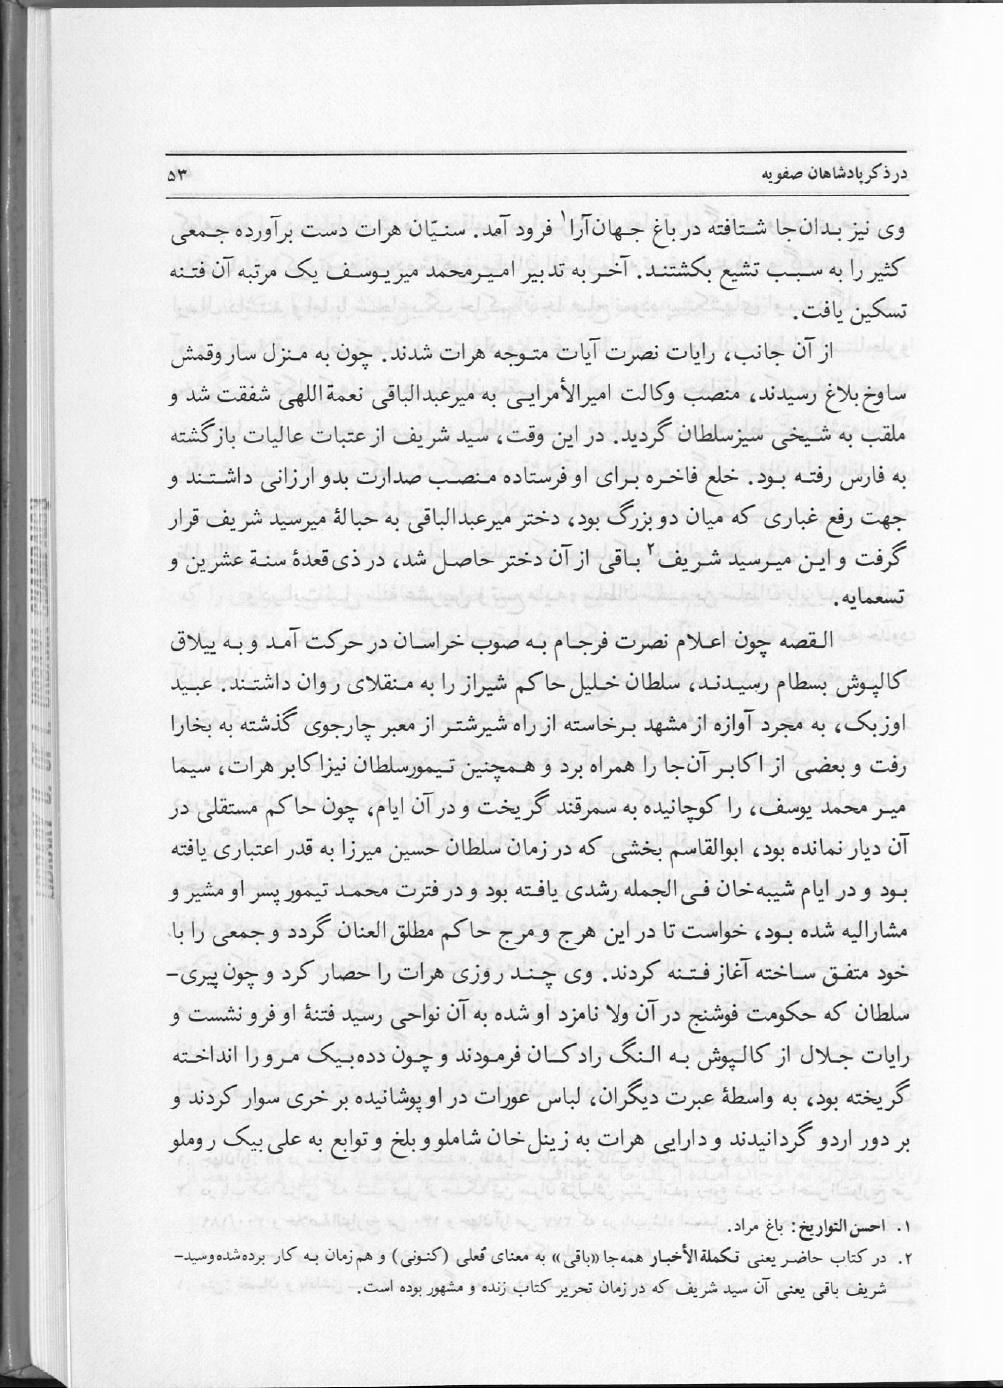 در ذکر پادشاهان صفویه ۵۳
وی نیز بدان‌جا شتافته در باغ جهان‌آرا۱ فرود آمد. سنیّان هرات دست برآورده جمعی
کثیر را به سبب تشیع بکشتند. آخر به تدبیر امیرمحمد میریوسف یک مرتبه آن فتنه
تسکین یافت.
از آن جانب، رایات نصرت آیات متوجه هرات شدند. چون به منزل ساروقمش
ساوخ‌بلاغ رسیدند، منصب وکالت امیرالأمرایی به میرعبدالباقی نعمةاللهی شفقت شد و
ملقب به شیخی سیزسلطان گردید. در این وقت، سید شریف از عتبات عالیات بازگشته
به فارس رفته بود. خلع فاخره برای او فرستاده منصب صدارت بدو ارزانی داشتند و
جهت رفع غباری که میان دو بزرگ بود، دختر میرعبدالباقی به حبالهٔ میرسید شریف قرار
گرفت و این میرسید شریف۲ باقی از آن دختر حاصل شد، در ذی‌قعدهٔ سنهٔ عشرین و
تسعمایه.
القصه چون اعلام نصرت فرجام به صوب خراسان در حرکت آمد و به ییلاق
کالپوش بسطام رسیدند، سلطان خلیل حاکم شیراز را به منقلای روان داشتند. عبید
اوزبک، به مجرد آوازه از مشهد برخاسته از راه شیرشتر از معبر چارجوی گذشته به بخارا
رفت و بعضی از اکابر آن‌جا را همراه برد و همچنین تیمورسلطان نیز اکابر هرات، سیما
میر محمد یوسف، را کوچانیده به سمرقند گریخت و در آن ایام، چون حاکم مستقلی در
آن دیار نمانده بود، ابوالقاسم بخشی که در زمان سلطان حسین میرزا به قدر اعتباری یافته
بود و در ایام شیبه‌خان فی‌الجمله رشدی یافته بود و در فترت محمد تیمور پسر او مشیر و
مشارالیه شده بود، خواست تا در این هرج و مرج حاکم مطلق‌العنان گردد و جمعی را با
خود متفق ساخته آغاز فتنه کردند. وی چند روزی هرات را حصار کرد و چون پیری-
سلطان که حکومت فوشنج در آن ولا نامزد او شده به آن نواحی رسید فتنهٔ او فرو نشست و
رایات جلال از کالپوش به النگ رادکان فرمودند و چون دده‌بیک مرو را انداخته
گریخته بود، به واسطهٔ عبرت دیگران، لباس عورات در او پوشانیده بر خری سوار کردند و
بر دور اردو گردانیدند و دارایی هرات به زینل‌خان شاملو و بلخ و توابع به علی‌بیک روملو
۱. احسن‌التواریخ: باغ مراد.
۲. در کتاب حاضر یعنی تکملةالأخبار همه‌جا «باقی» به معنای فعلی (کنونی) و هم‌زمان به کار برده‌شده و سید-
شریف باقی یعنی آن سید شریف که در زمان تحریر کتاب زنده و مشهور بوده است.